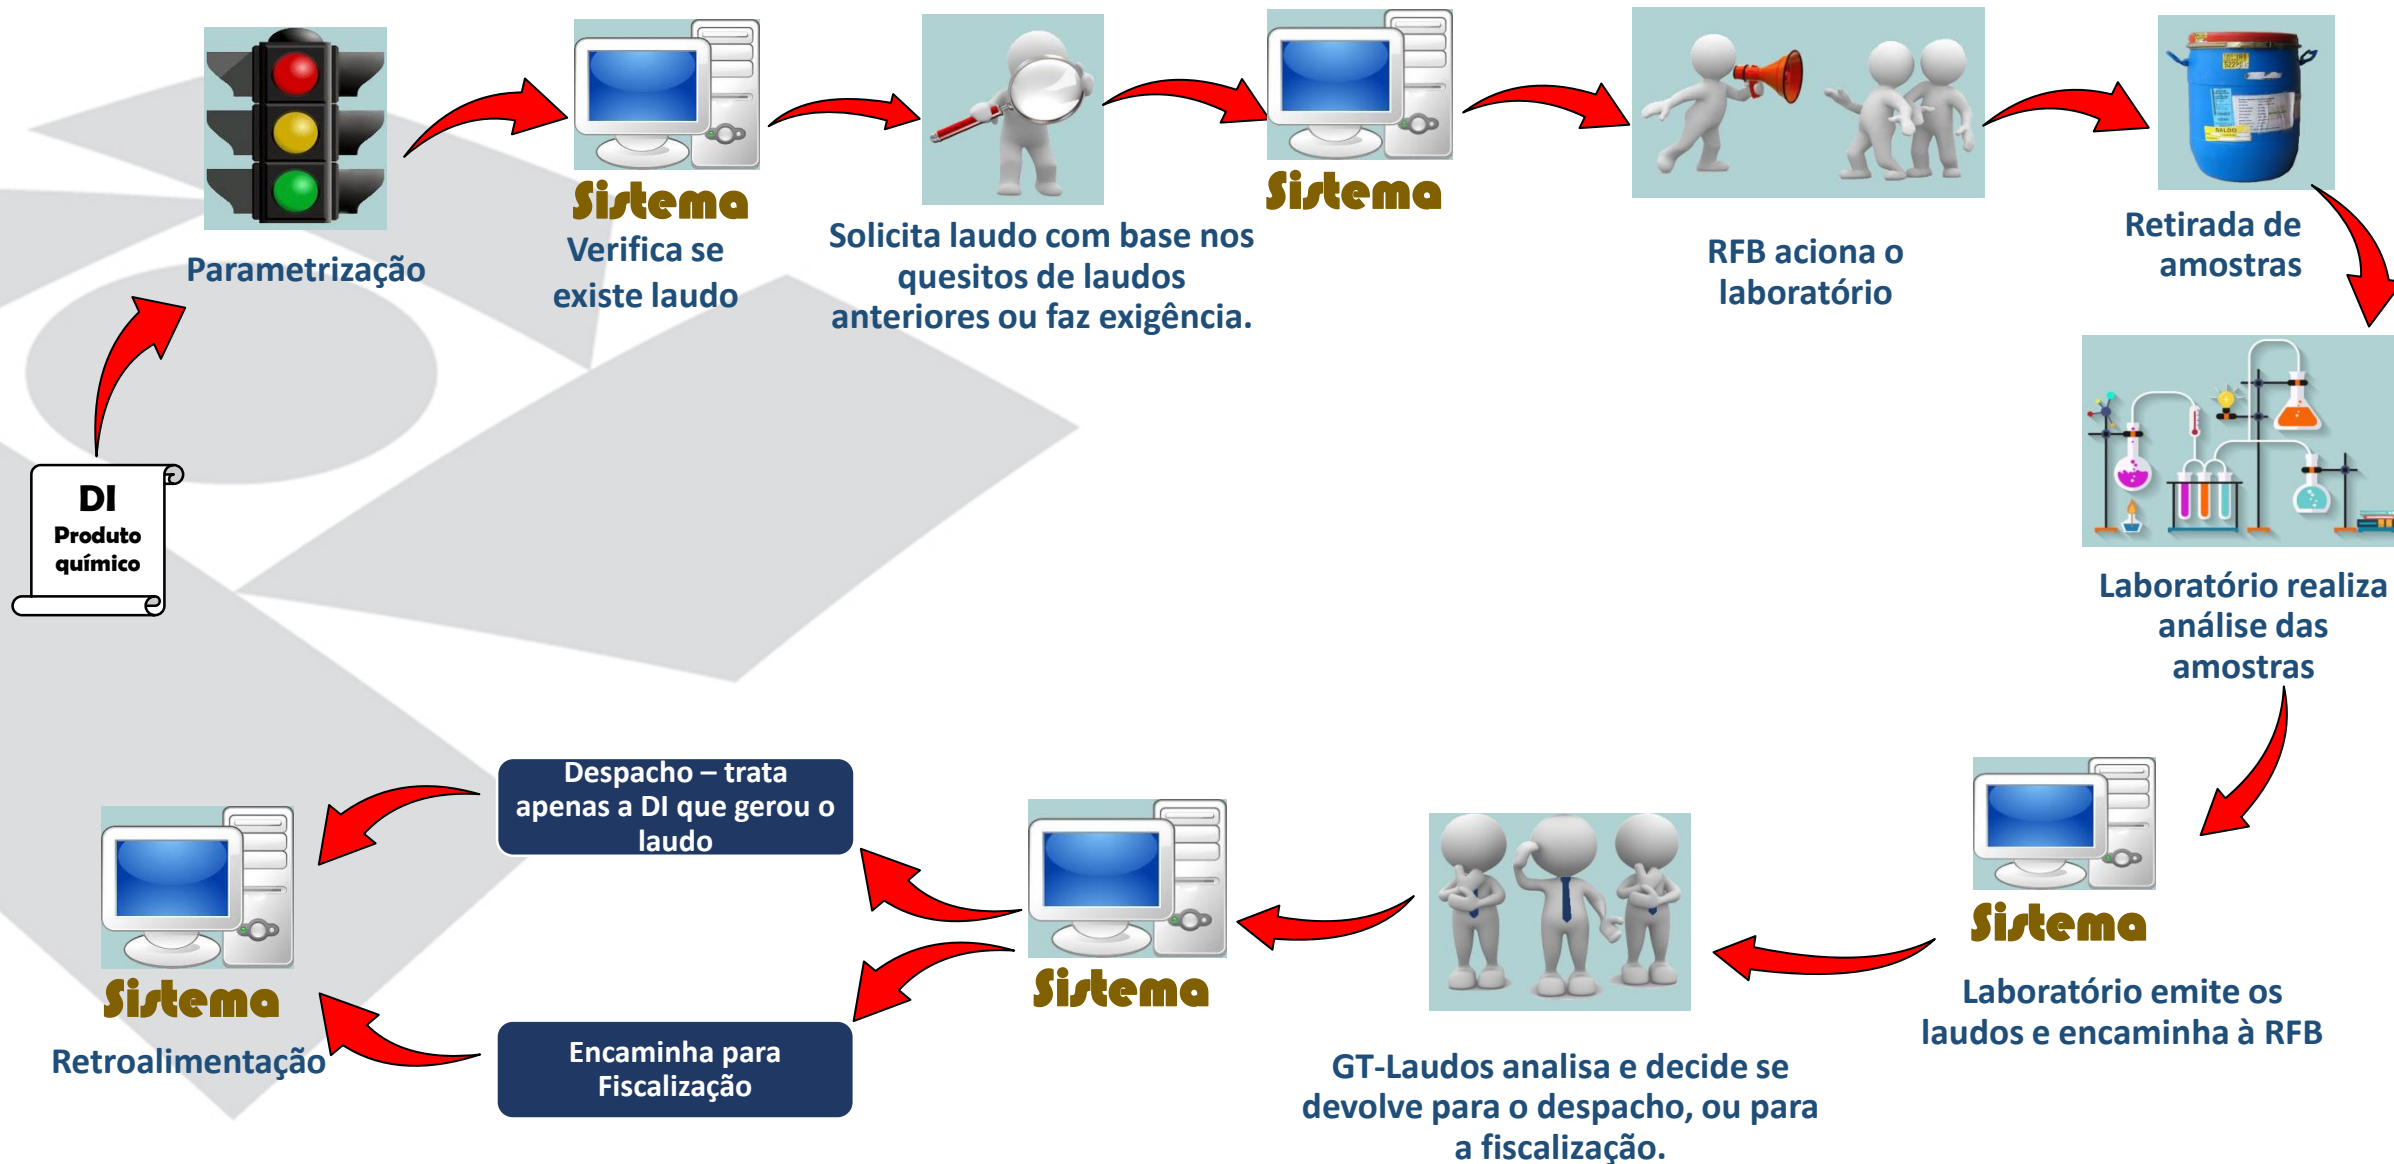 DI
Produto
químico
Parametrização
Sistema
Verifica se
existe laudo
Solicita laudo com base nos
quesitos de laudos
anteriores ou faz exigência.
Sistema
RFB aciona o
laboratório
SALDO
Retirada de
amostras
Laboratório realiza
análise das
amostras
Sistema
Laboratório emite os
laudos e encaminha à RFB
GT-Laudos analisa e decide se
devolve para o despacho, ou para
a fiscalização.
Sistema
Despacho – trata
apenas a DI que gerou o
laudo
Encaminha para
Fiscalização
Sistema
Retroalimentação